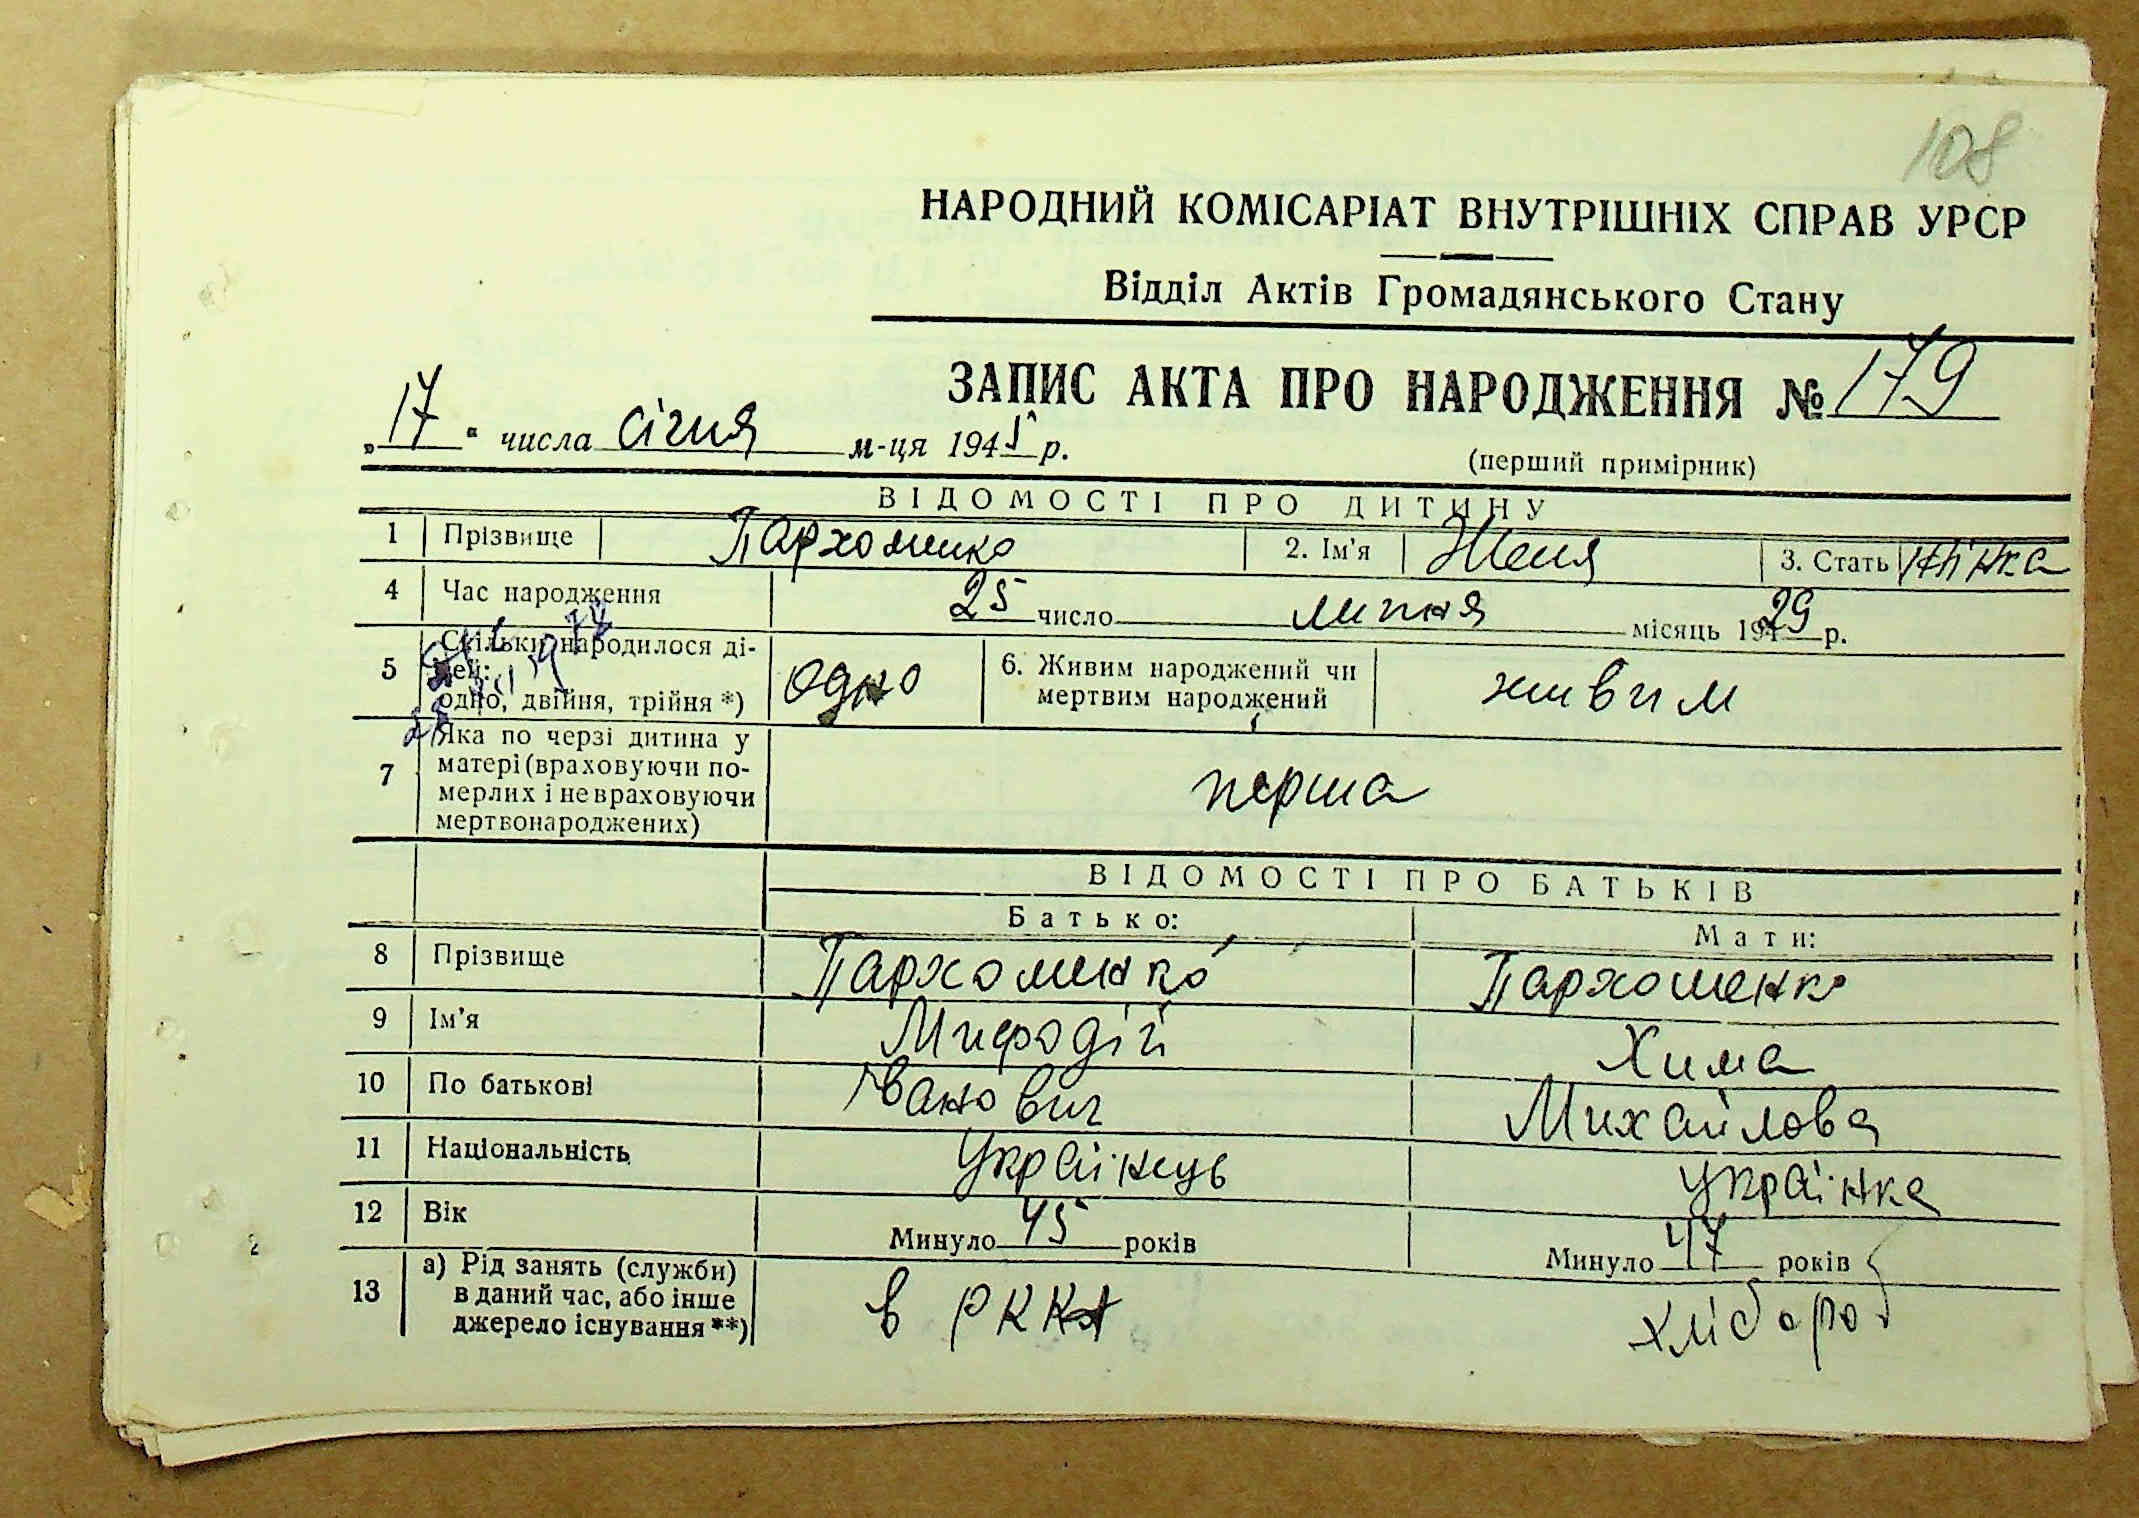 108
НАРОДНИЙ КОМІСАРІАТ ВНУТРІШНІХ СПРАВ УРСР
Відділ Актів Громадянського Стану
ЗАПИС АКТА ПРО НАРОДЖЕННЯ № 179
„17“ числа січня м-ця 1945 р.
(перший примірник)
ВІДОМОСТІ ПРО ДИТИНУ
1 Прізвище Пархоменко 2. Ім'я Женя 3. Стать жінка
4 Час народження 25 число липня місяць 1929 р.
5 Скільки народилося ді-
тей:
одно, двійня, трійня *) одно 6. Живим народжений чи
мертвим народжений живим
7 Яка по черзі дитина у
матері (враховуючи по-
мерлих і не враховуючи
мертвонароджених) перша
ВІДОМОСТІ ПРО БАТЬКІВ
Батько: Мати:
8 Прізвище Пархоменко Пархоменко
9 Ім'я Мифодій Хима
10 По батькові Іванович Михайлова
11 Національність Українець Українка
12 Вік Минуло 45 років Минуло 47 років
13 а) Рід занять (служби)
в даний час, або інше
джерело існування **) в РККА хлібороб